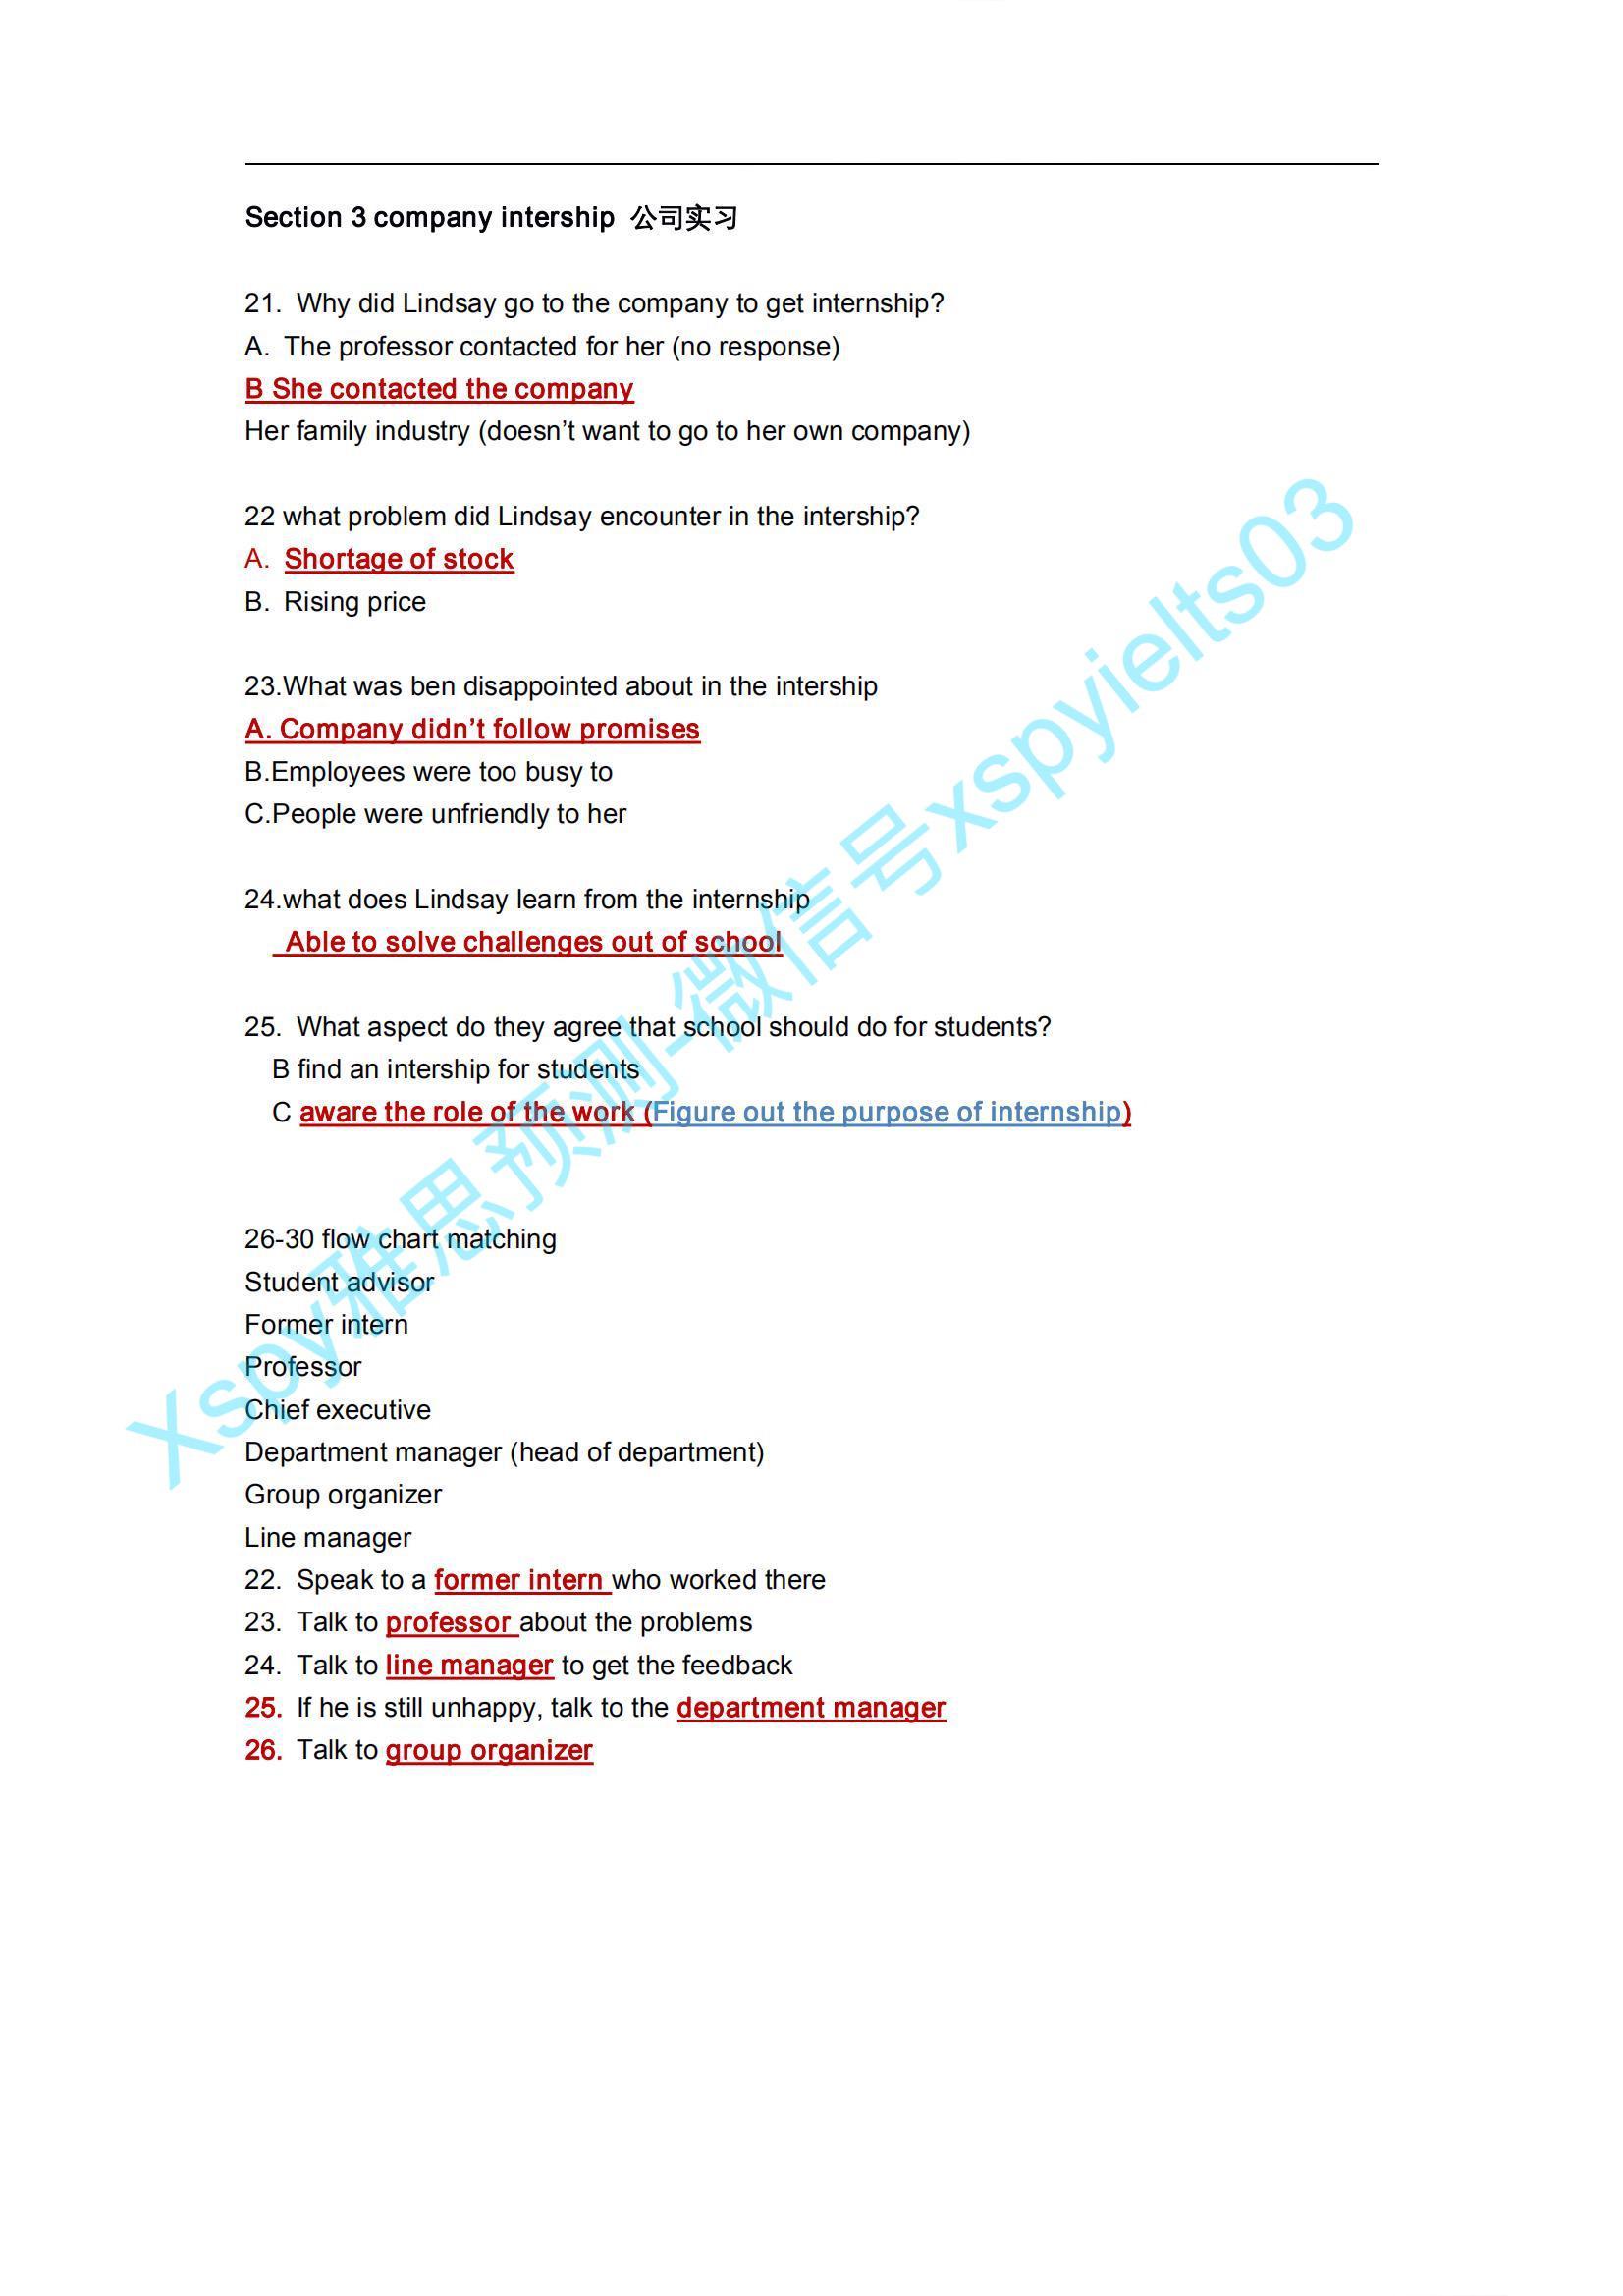 Section 3 company intership 公司实习
21. Why did Lindsay go to the company to get internship?
A. The professor contacted for her (no response)
B She contacted the company
Her family industry (doesn’t want to go to her own company)
22 what problem did Lindsay encounter in the intership?
A. Shortage of stock
B. Rising price
23.What was ben disappointed about in the intership
A. Company didn’t follow promises
B.Employees were too busy to
C.People were unfriendly to her
24.what does Lindsay learn from the internship
Able to solve challenges out of school
25. What aspect do they agree that school should do for students?
B find an intership for students
C aware the role of the work (Figure out the purpose of internship)
26-30 flow chart matching
Student advisor
Former intern
Professor
Chief executive
Department manager (head of department)
Group organizer
Line manager
22. Speak to a former intern who worked there
23. Talk to professor about the problems
24. Talk to line manager to get the feedback
25. If he is still unhappy, talk to the department manager
26. Talk to group organizer
Xspy雅思预测-微信号xspyielts03